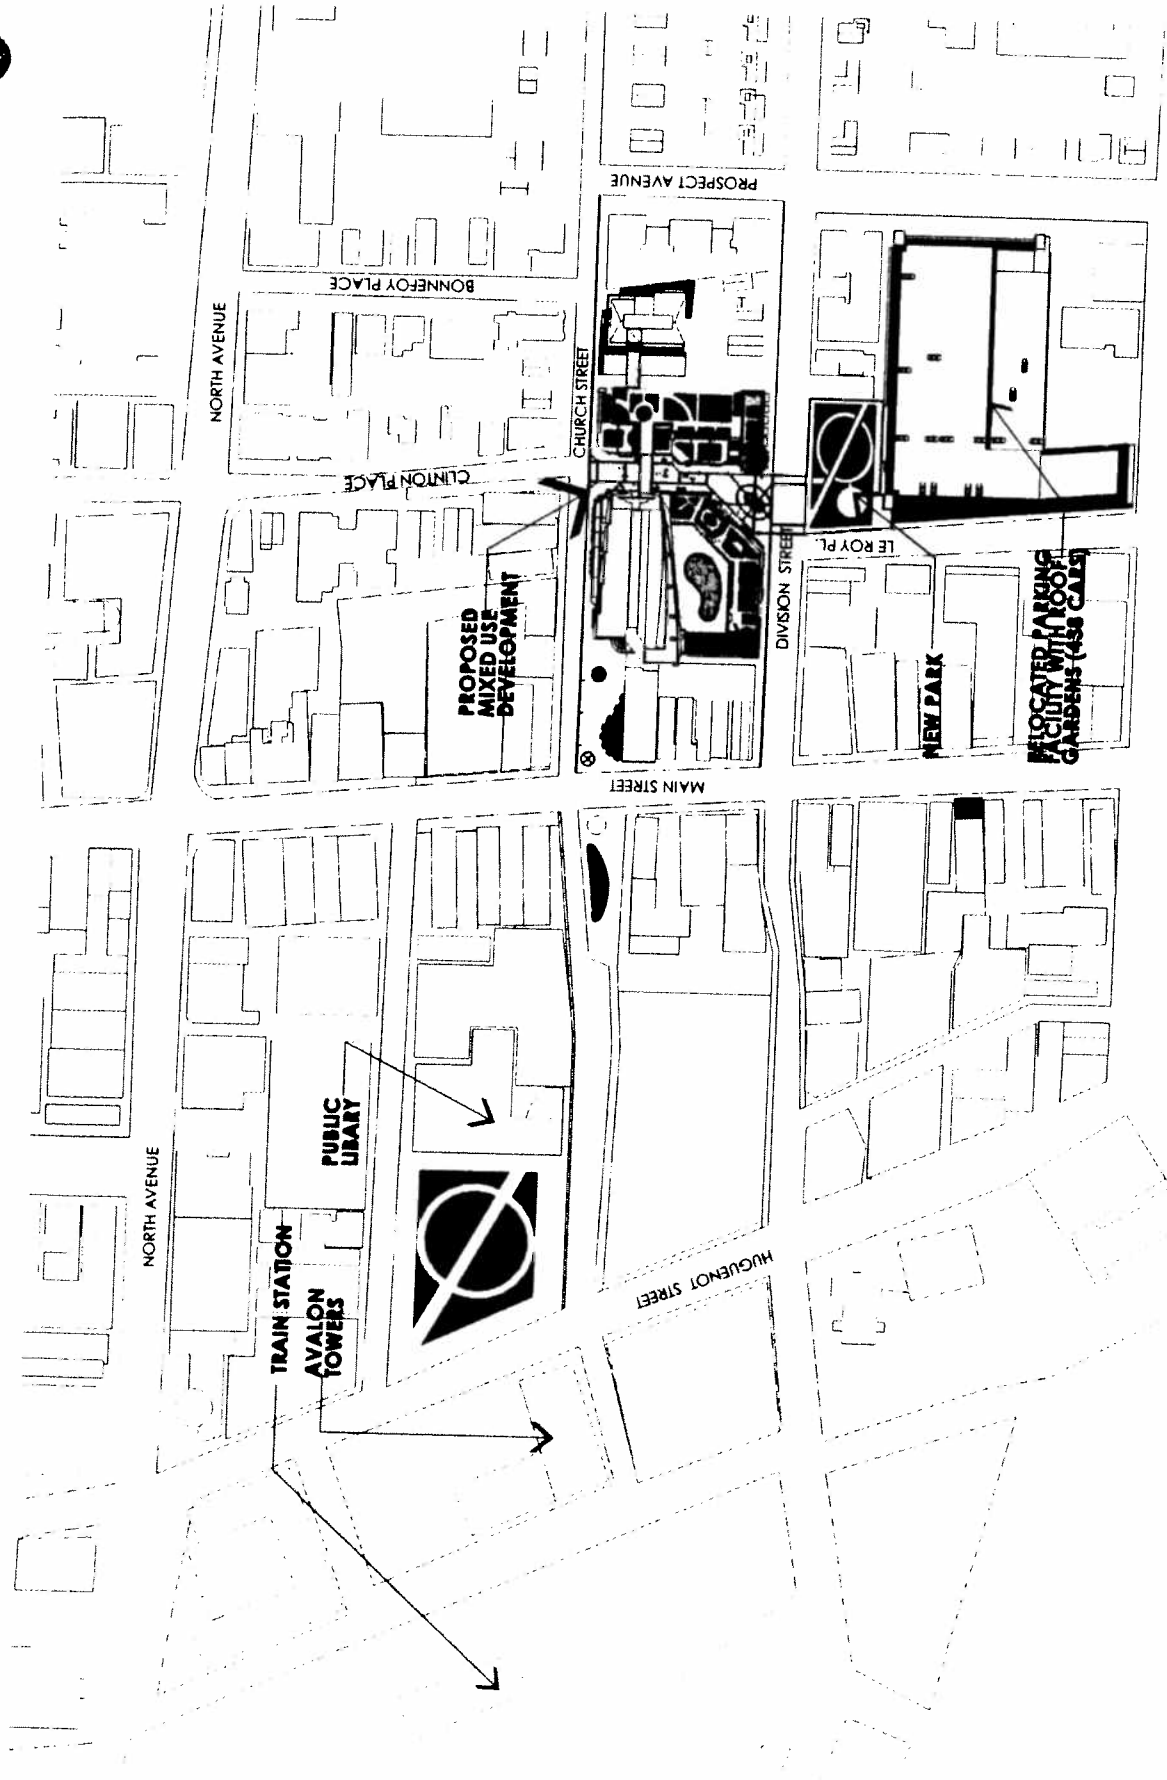 PROSPECT AVENUE
BONNEFOY PLACE
NORTH AVENUE
CHURCH STREET
CLINTON PLACE
LE ROY PL.
DIVISION STREET
PROPOSED
MIXED USE
DEVELOPMENT
NEW PARK
RELOCATED PARKING
FACILITY WITH ROOF
GARDENS (438 CARS)
MAIN STREET
PUBLIC
LIBARY
NORTH AVENUE
TRAIN STATION
AVALON
TOWERS
HUGUENOT STREET